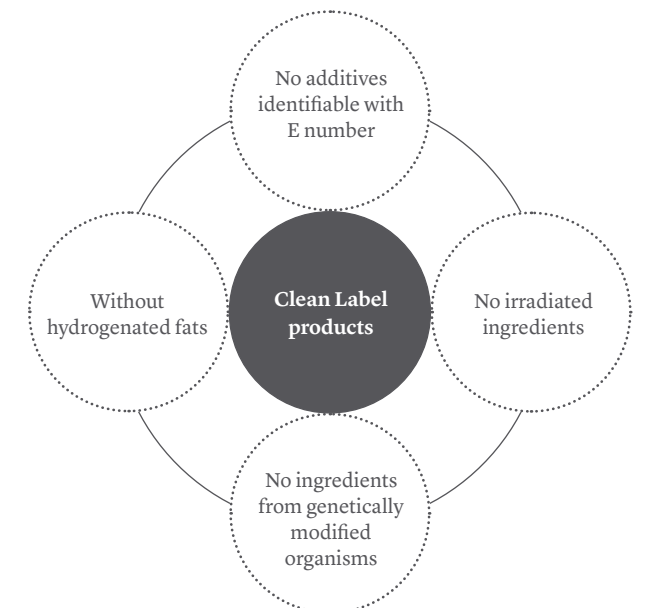 No additives
identifiable with
E number
Without
hydrogenated fats
Clean Label
products
No irradiated
ingredients
No ingredients
from genetically
modified
organisms